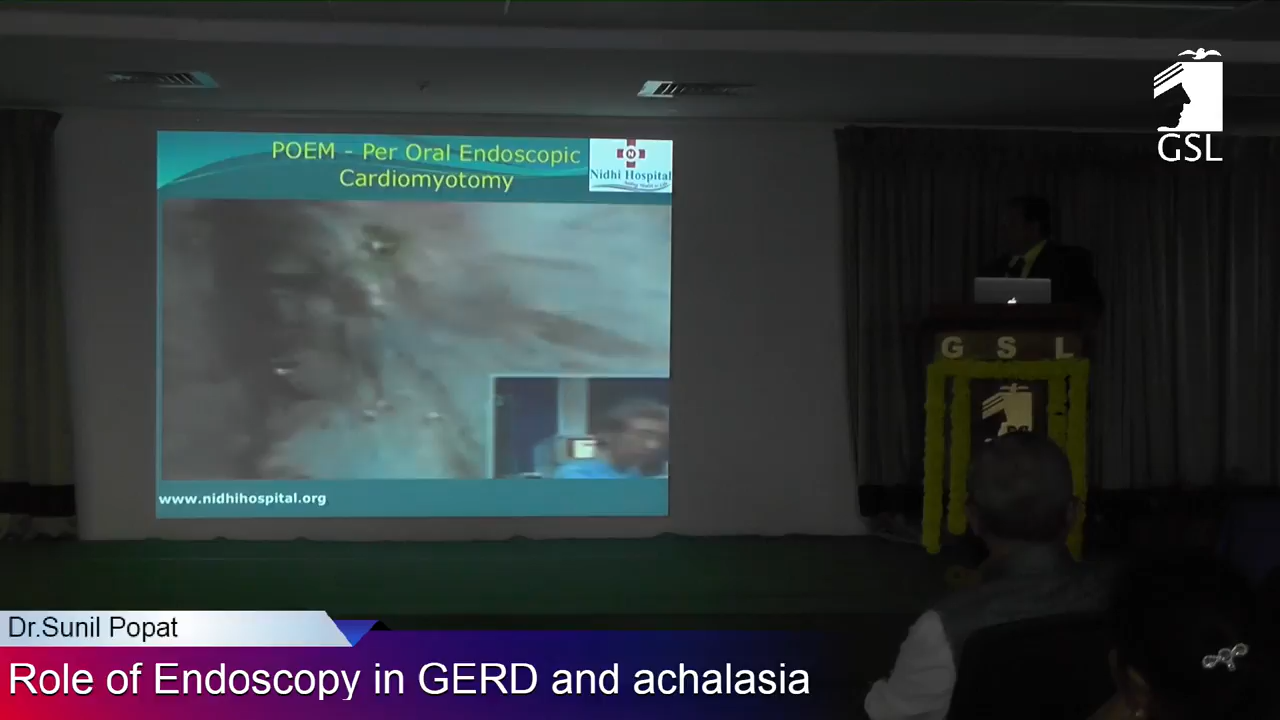 POEM - Per Oral Endoscopic
Cardiomyotomy
Nidhi Hospital
www.nidhihospital.org
GSL
G S L
Dr.Sunil Popat
Role of Endoscopy in GERD and achalasia